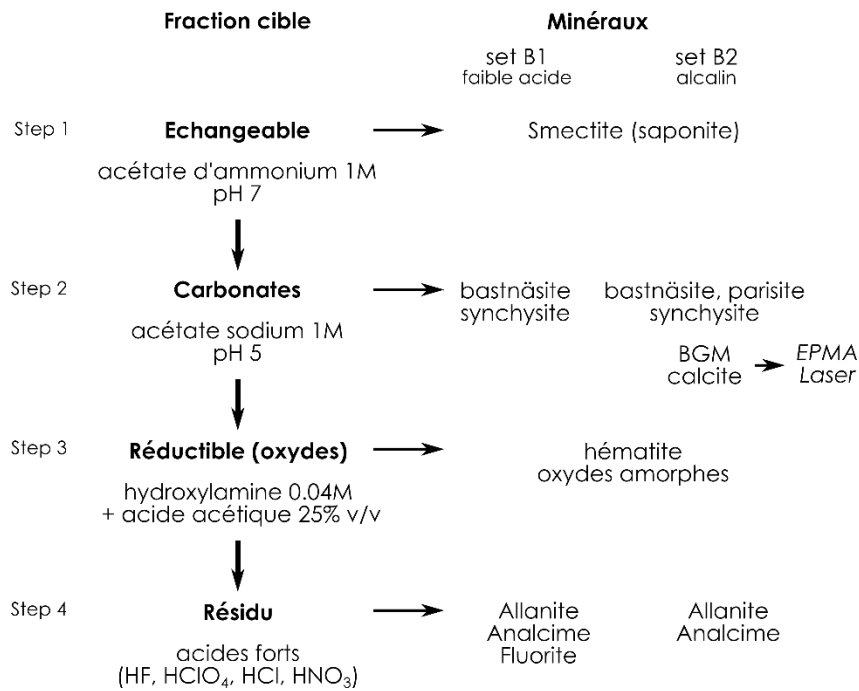 Fraction cible
Minéraux
set B1
faible acide
set B2
alcalin
Step 1
Echangeable
acétate d'ammonium 1M
pH 7
Smectite (saponite)
Step 2
Carbonates
acétate sodium 1M
pH 5
bastnäsite
synchysite
bastnäsite, parisite
synchysite
BGM
calcite
EPMA
Laser
Step 3
Réductible (oxydes)
hydroxylamine 0.04M
+ acide acétique 25% v/v
hématite
oxydes amorphes
Step 4
Résidu
acides forts
(HF, HClO₄, HCl, HNO₃)
Allanite
Analcime
Fluorite
Allanite
Analcime